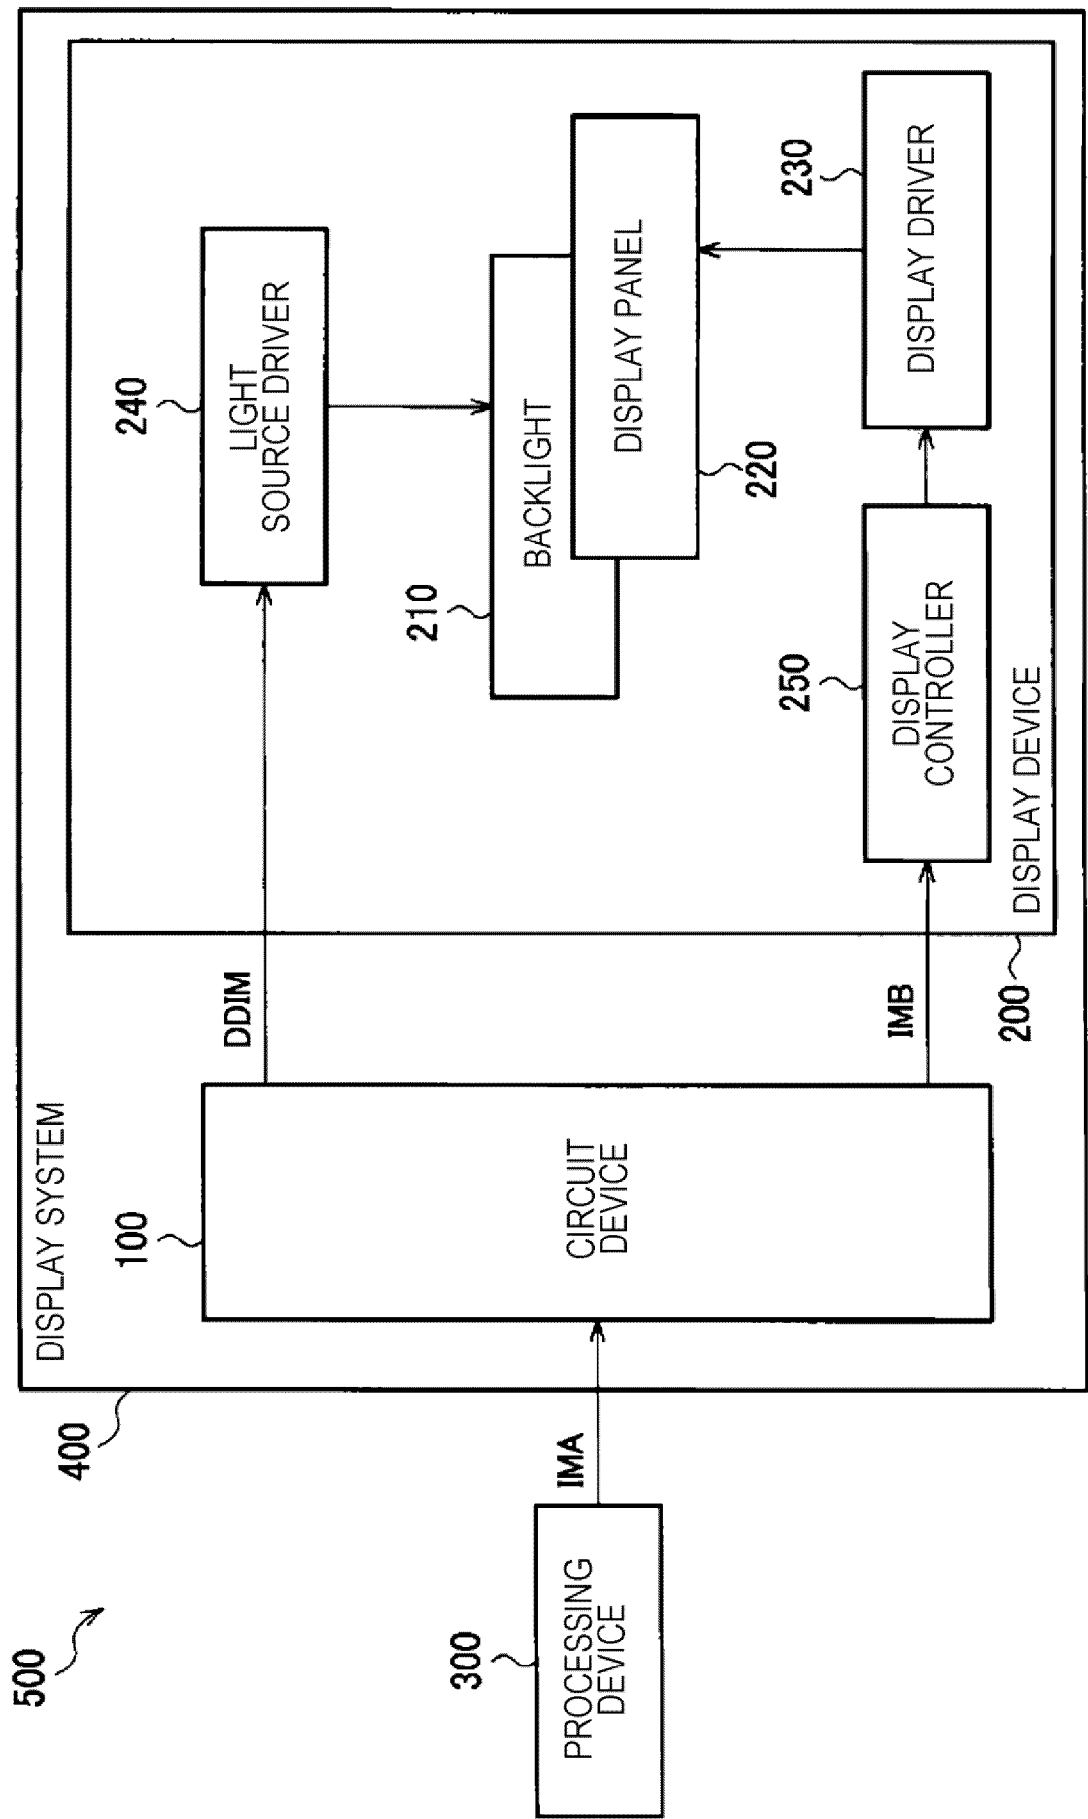 500
400
DISPLAY SYSTEM
300
PROCESSING
DEVICE
IMA
100
CIRCUIT
DEVICE
DDIM
IMB
200
DISPLAY DEVICE
240
LIGHT
SOURCE DRIVER
210
BACKLIGHT
DISPLAY PANEL
220
250
DISPLAY
CONTROLLER
230
DISPLAY DRIVER